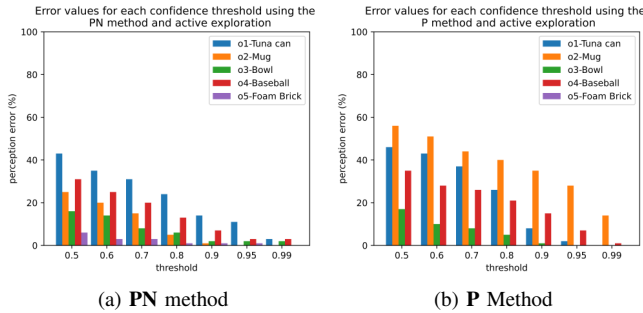 Error values for each confidence threshold using the
PN method and active exploration
100
80
60
40
20
0
perception error (%)
o1-Tuna can
o2-Mug
o3-Bowl
o4-Baseball
o5-Foam Brick
0.5 0.6 0.7 0.8 0.9 0.95 0.99
threshold
(a) PN method
Error values for each confidence threshold using the
P method and active exploration
100
80
60
40
20
0
perception error (%)
o1-Tuna can
o2-Mug
o3-Bowl
o4-Baseball
o5-Foam Brick
0.5 0.6 0.7 0.8 0.9 0.95 0.99
threshold
(b) P Method